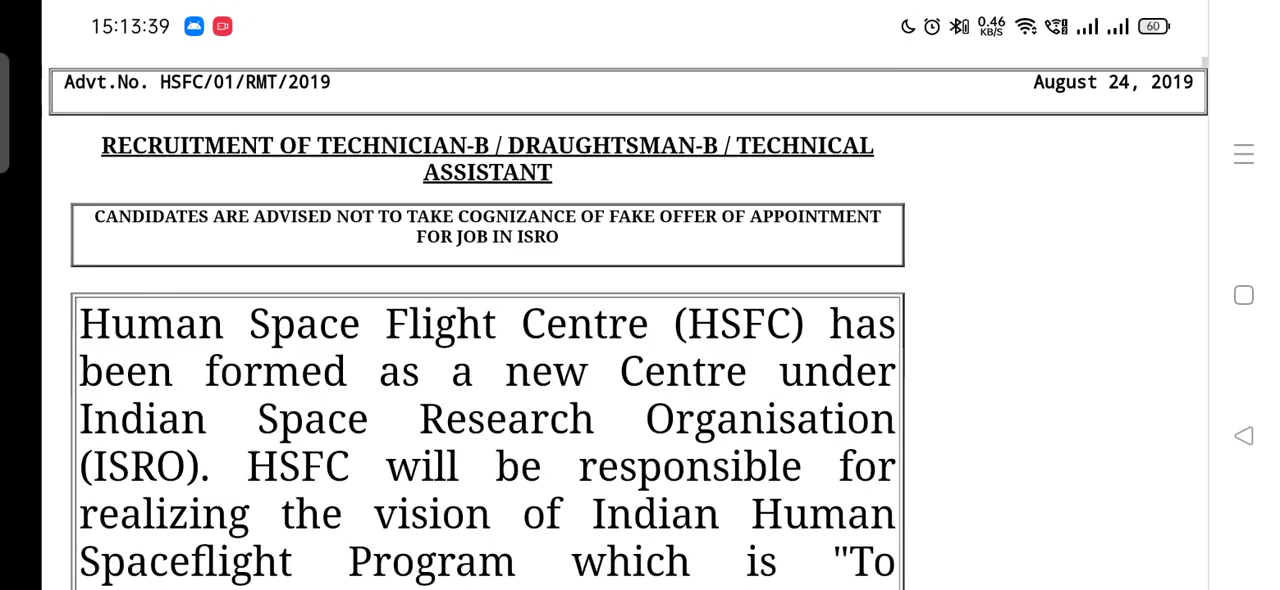 15:13:39 0.46 KB/S 60
Advt.No. HSFC/01/RMT/2019 August 24, 2019
RECRUITMENT OF TECHNICIAN-B / DRAUGHTSMAN-B / TECHNICAL
ASSISTANT
CANDIDATES ARE ADVISED NOT TO TAKE COGNIZANCE OF FAKE OFFER OF APPOINTMENT
FOR JOB IN ISRO
Human Space Flight Centre (HSFC) has
been formed as a new Centre under
Indian Space Research Organisation
(ISRO). HSFC will be responsible for
realizing the vision of Indian Human
Spaceflight Program which is "To